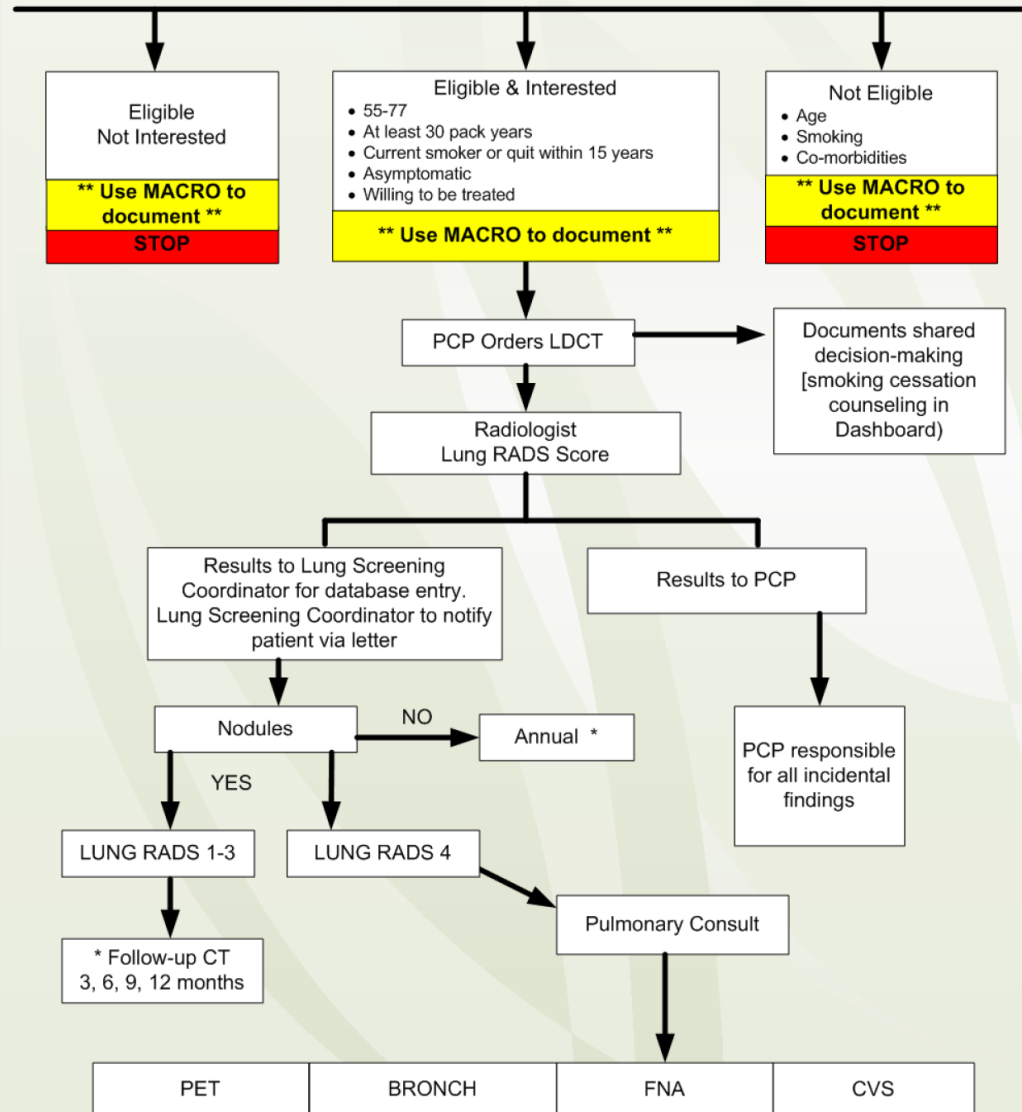 Eligible
Not Interested
** Use MACRO to
document **
STOP
Eligible & Interested
• 55-77
• At least 30 pack years
• Current smoker or quit within 15 years
• Asymptomatic
• Willing to be treated
** Use MACRO to document **
Not Eligible
• Age
• Smoking
• Co-morbidities
** Use MACRO to
document **
STOP
PCP Orders LDCT
Documents shared
decision-making
[smoking cessation
counseling in
Dashboard)
Radiologist
Lung RADS Score
Results to Lung Screening
Coordinator for database entry.
Lung Screening Coordinator to notify
patient via letter
Results to PCP
Nodules
NO
Annual *
PCP responsible
for all incidental
findings
YES
LUNG RADS 1-3
LUNG RADS 4
Pulmonary Consult
* Follow-up CT
3, 6, 9, 12 months
PET
BRONCH
FNA
CVS